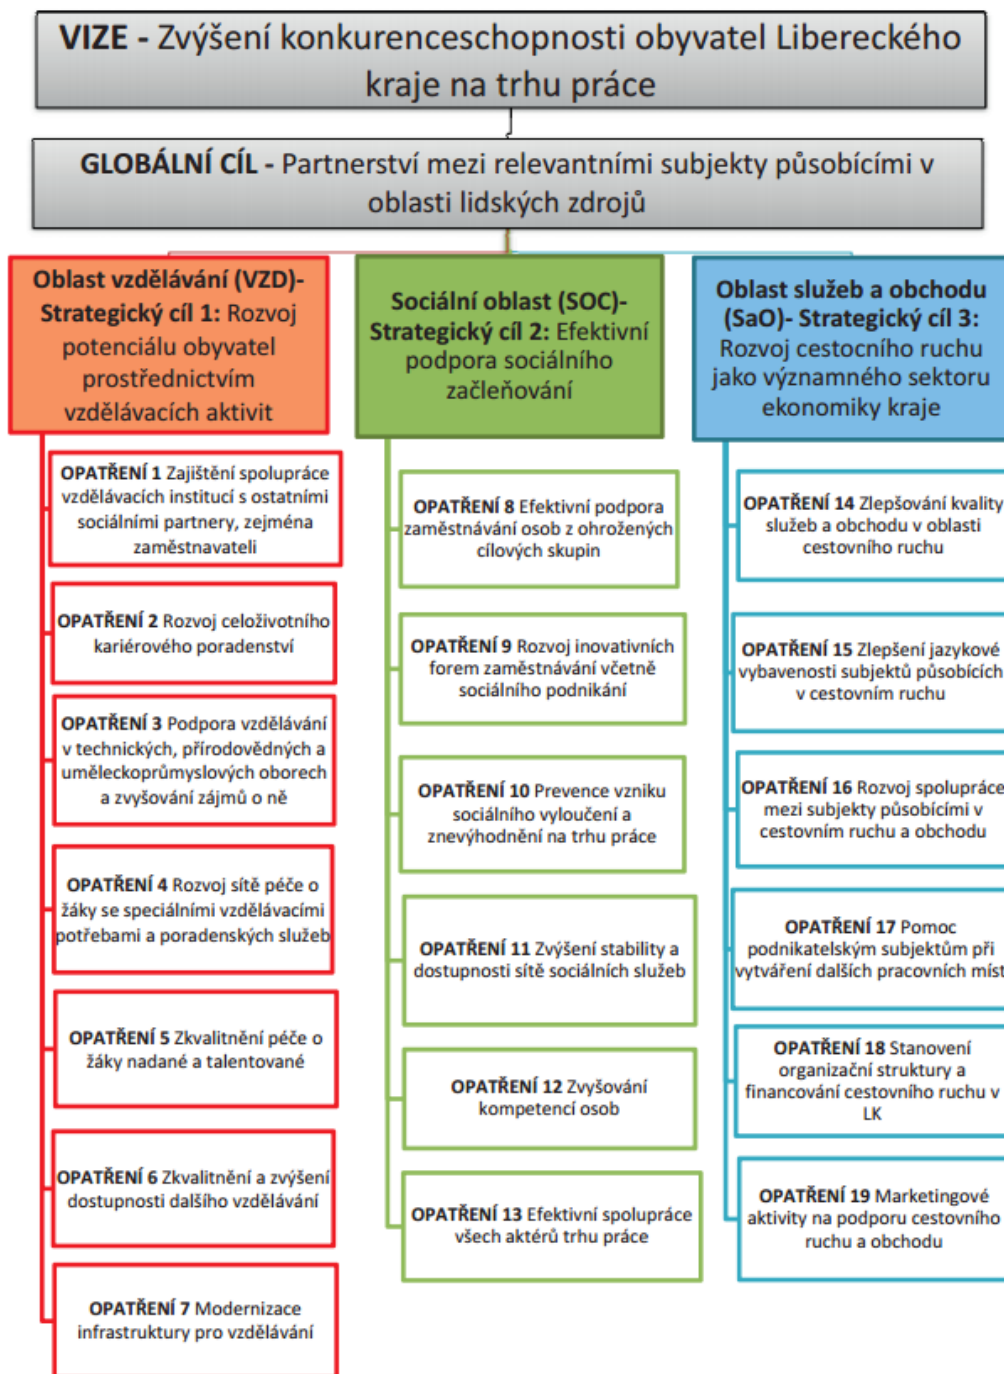 VIZE - Zvýšení konkurenceschopnosti obyvatel Libereckého
kraje na trhu práce
GLOBÁLNÍ CÍL - Partnerství mezi relevantními subjekty působícími v
oblasti lidských zdrojů
Oblast vzdělávání (VZD)-
Strategický cíl 1: Rozvoj
potenciálu obyvatel
prostřednictvím
vzdělávacích aktivit
OPATŘENÍ 1 Zajištění spolupráce
vzdělávacích institucí s ostatními
sociálními partnery, zejména
zaměstnavateli
OPATŘENÍ 2 Rozvoj celoživotního
kariérového poradenství
OPATŘENÍ 3 Podpora vzdělávání
v technických, přírodovědných a
uměleckoprůmyslových oborech
a zvyšování zájmů o ně
OPATŘENÍ 4 Rozvoj sítě péče o
žáky se speciálními vzdělávacími
potřebami a poradenských služeb
OPATŘENÍ 5 Zkvalitnění péče o
žáky nadané a talentované
OPATŘENÍ 6 Zkvalitnění a zvýšení
dostupnosti dalšího vzdělávání
OPATŘENÍ 7 Modernizace
infrastruktury pro vzdělávání
Sociální oblast (SOC)-
Strategický cíl 2: Efektivní
podpora sociálního
začleňování
OPATŘENÍ 8 Efektivní podpora
zaměstnávání osob z ohrožených
cílových skupin
OPATŘENÍ 9 Rozvoj inovativních
forem zaměstnávání včetně
sociálního podnikání
OPATŘENÍ 10 Prevence vzniku
sociálního vyloučení a
znevýhodnění na trhu práce
OPATŘENÍ 11 Zvýšení stability a
dostupnosti sítě sociálních služeb
OPATŘENÍ 12 Zvyšování
kompetencí osob
OPATŘENÍ 13 Efektivní spolupráce
všech aktérů trhu práce
Oblast služeb a obchodu
(SaO)- Strategický cíl 3:
Rozvoj cestocního ruchu
jako významného sektoru
ekonomiky kraje
OPATŘENÍ 14 Zlepšování kvality
služeb a obchodu v oblasti
cestovního ruchu
OPATŘENÍ 15 Zlepšení jazykové
vybavenosti subjektů působících
v cestovním ruchu
OPATŘENÍ 16 Rozvoj spolupráce
mezi subjekty působícími v
cestovním ruchu a obchodu
OPATŘENÍ 17 Pomoc
podnikatelským subjektům při
vytváření dalších pracovních míst
OPATŘENÍ 18 Stanovení
organizační struktury a
financování cestovního ruchu v
LK
OPATŘENÍ 19 Marketingové
aktivity na podporu cestovního
ruchu a obchodu